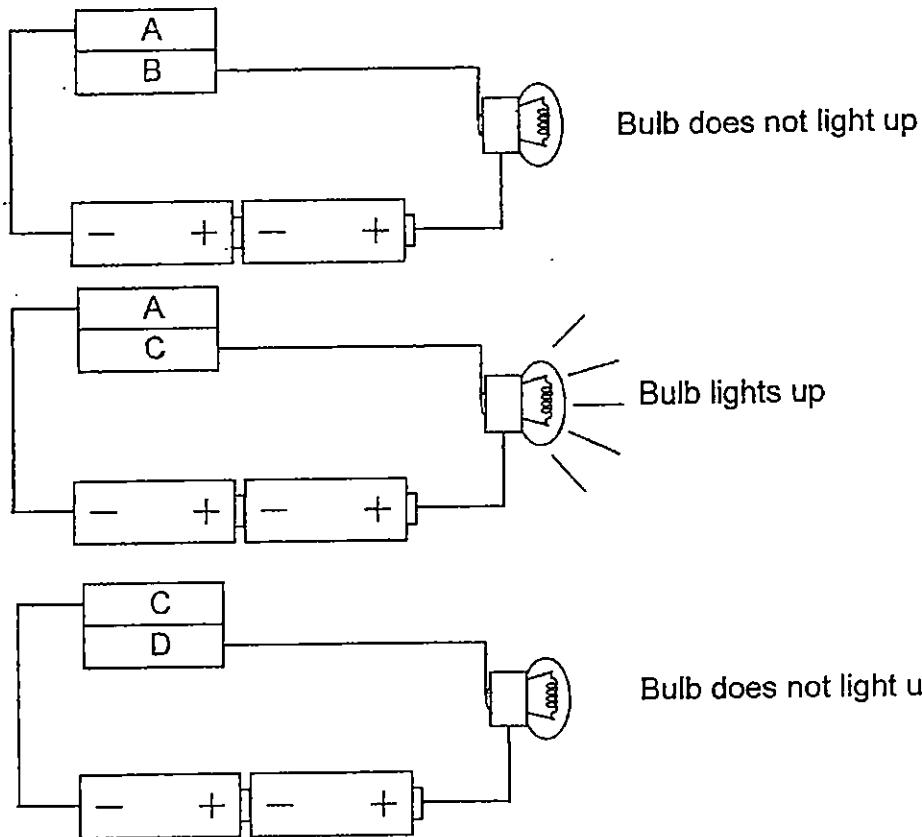 A
B
Bulb does not light up
- + - +
A
C
Bulb lights up
- + - +
C
D
Bulb does not light u
- + - +